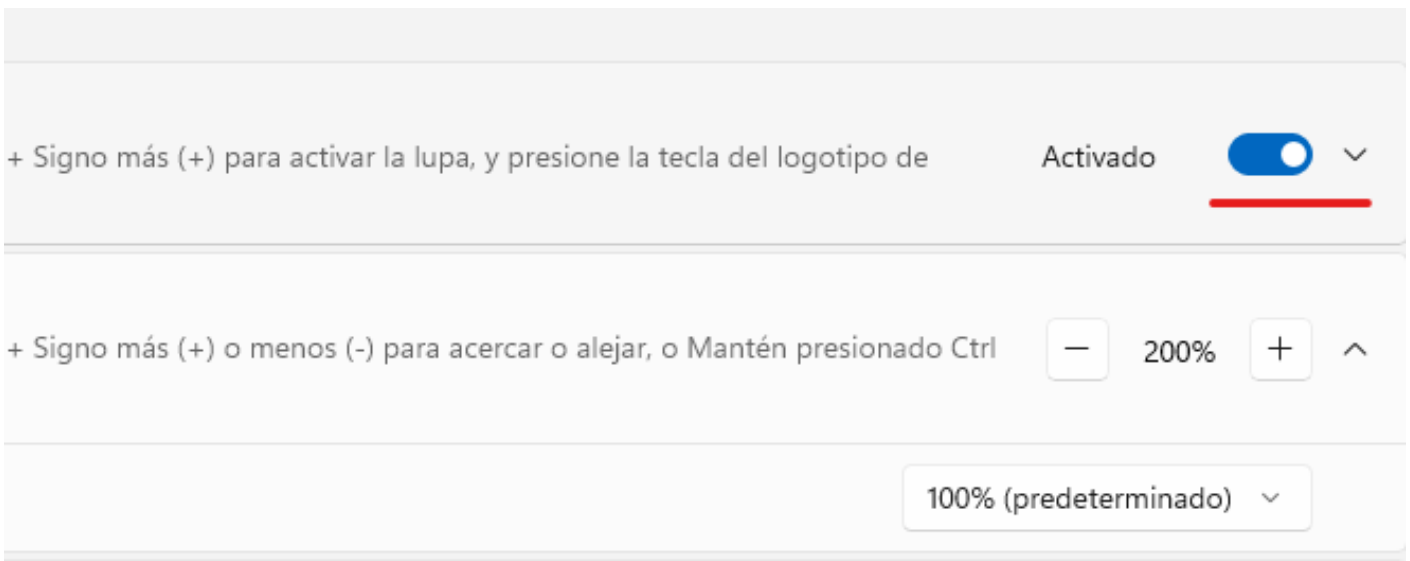 + Signo más (+) para activar la lupa, y presione la tecla del logotipo de Activado
+ Signo más (+) o menos (-) para acercar o alejar, o Mantén presionado Ctrl − 200% +
100% (predeterminado)